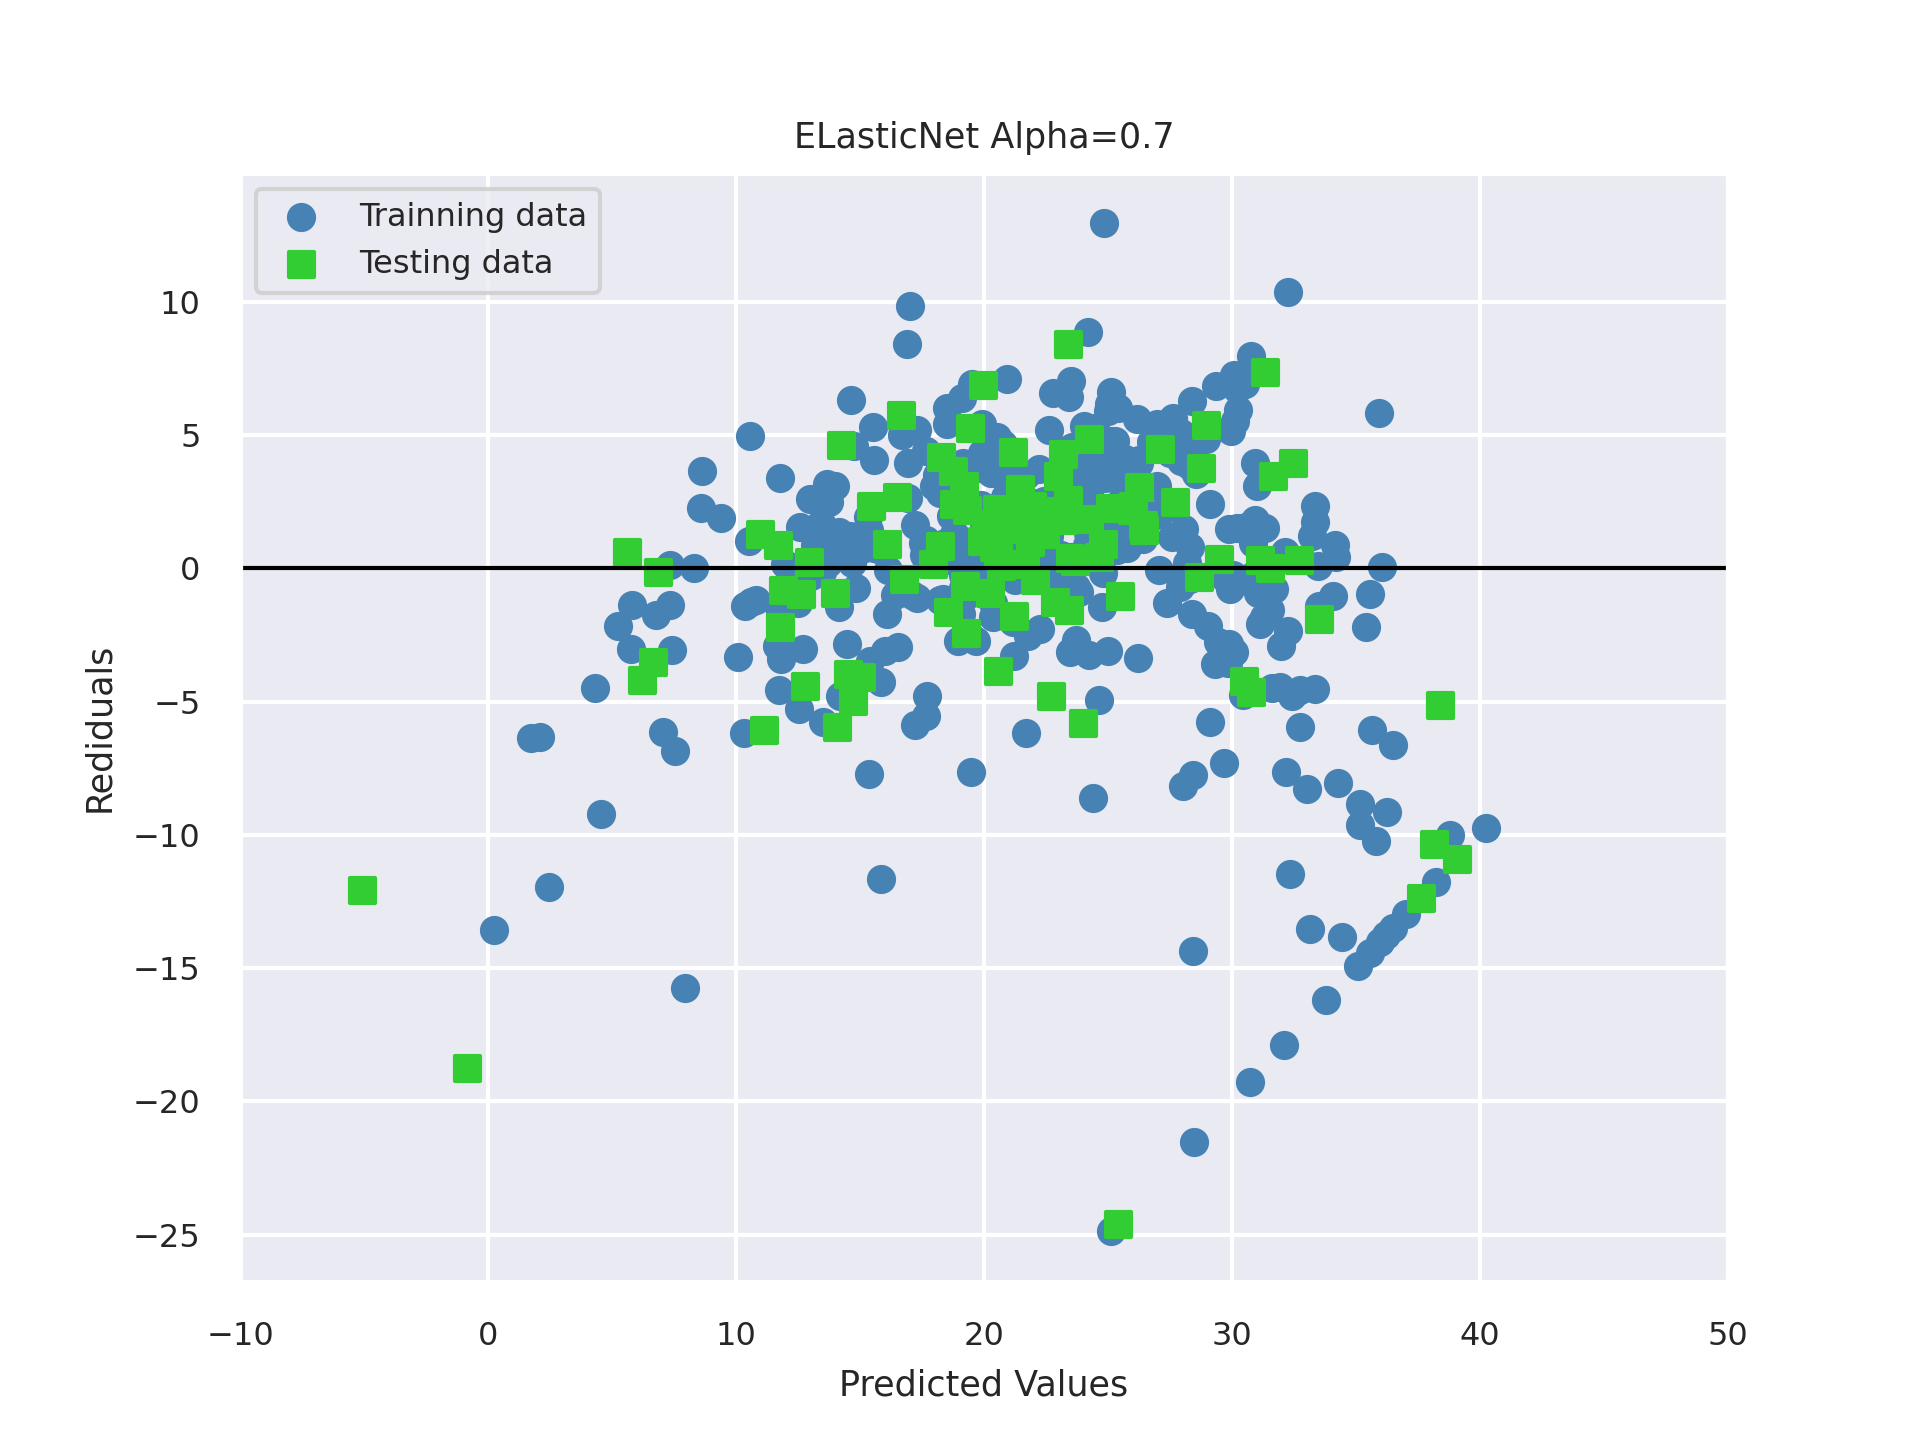 ELasticNet Alpha=0.7
Trainning data
Testing data
10
5
0
−5
−10
−15
−20
−25
Rediduals
−10 0 10 20 30 40 50
Predicted Values